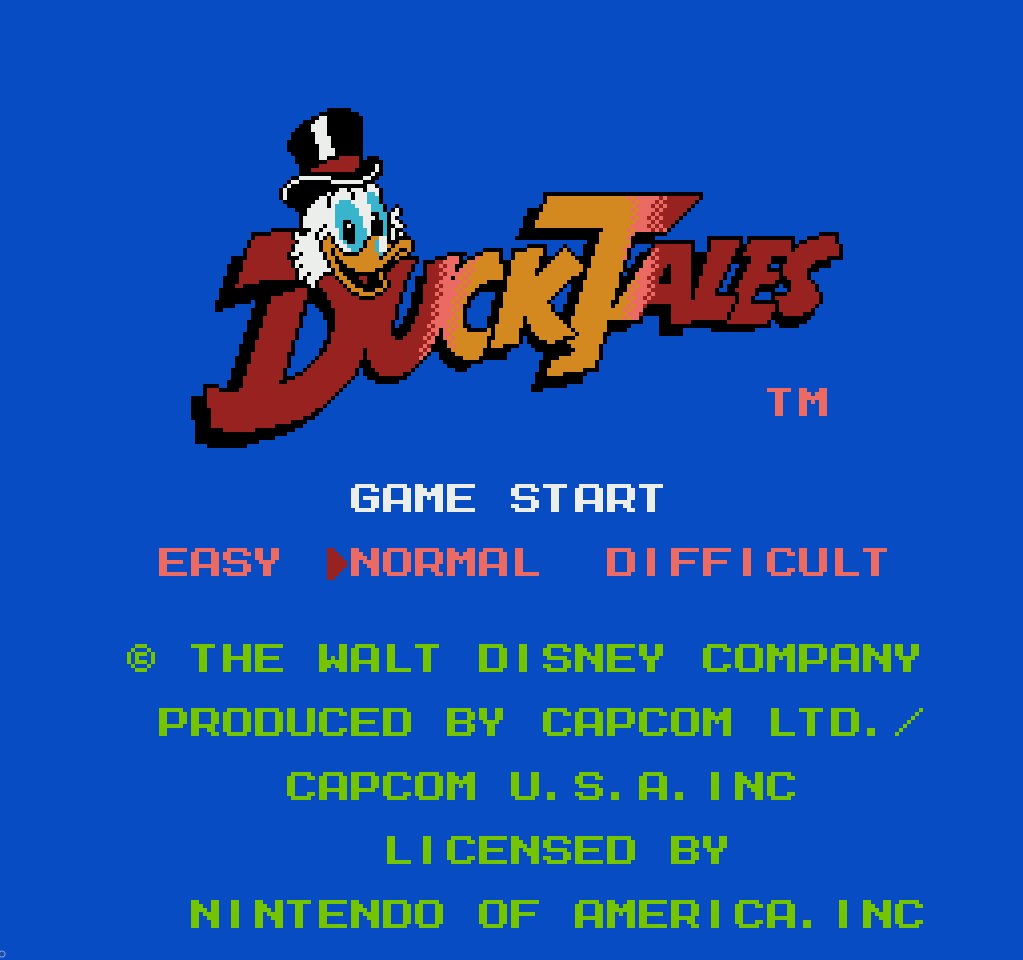 DUCKTALES
TM
GAME START
EASY NORMAL DIFFICULT
© THE WALT DISNEY COMPANY
PRODUCED BY CAPCOM LTD./
CAPCOM U.S.A.INC
LICENSED BY
NINTENDO OF AMERICA.INC